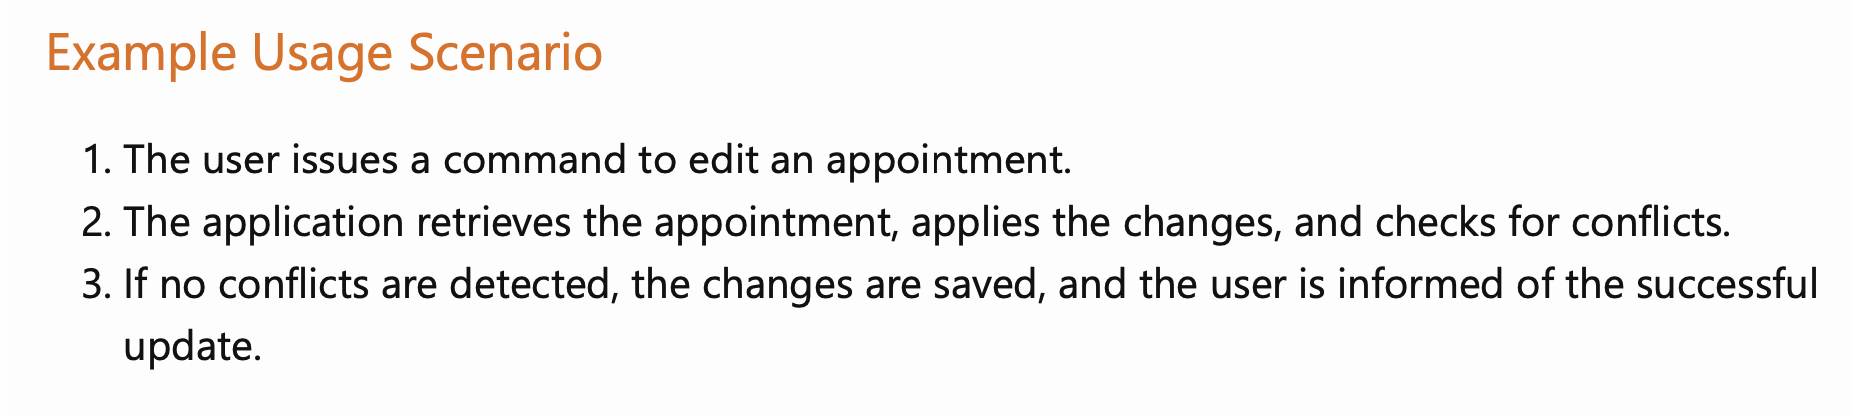 Example Usage Scenario
1. The user issues a command to edit an appointment.
2. The application retrieves the appointment, applies the changes, and checks for conflicts.
3. If no conflicts are detected, the changes are saved, and the user is informed of the successful
update.